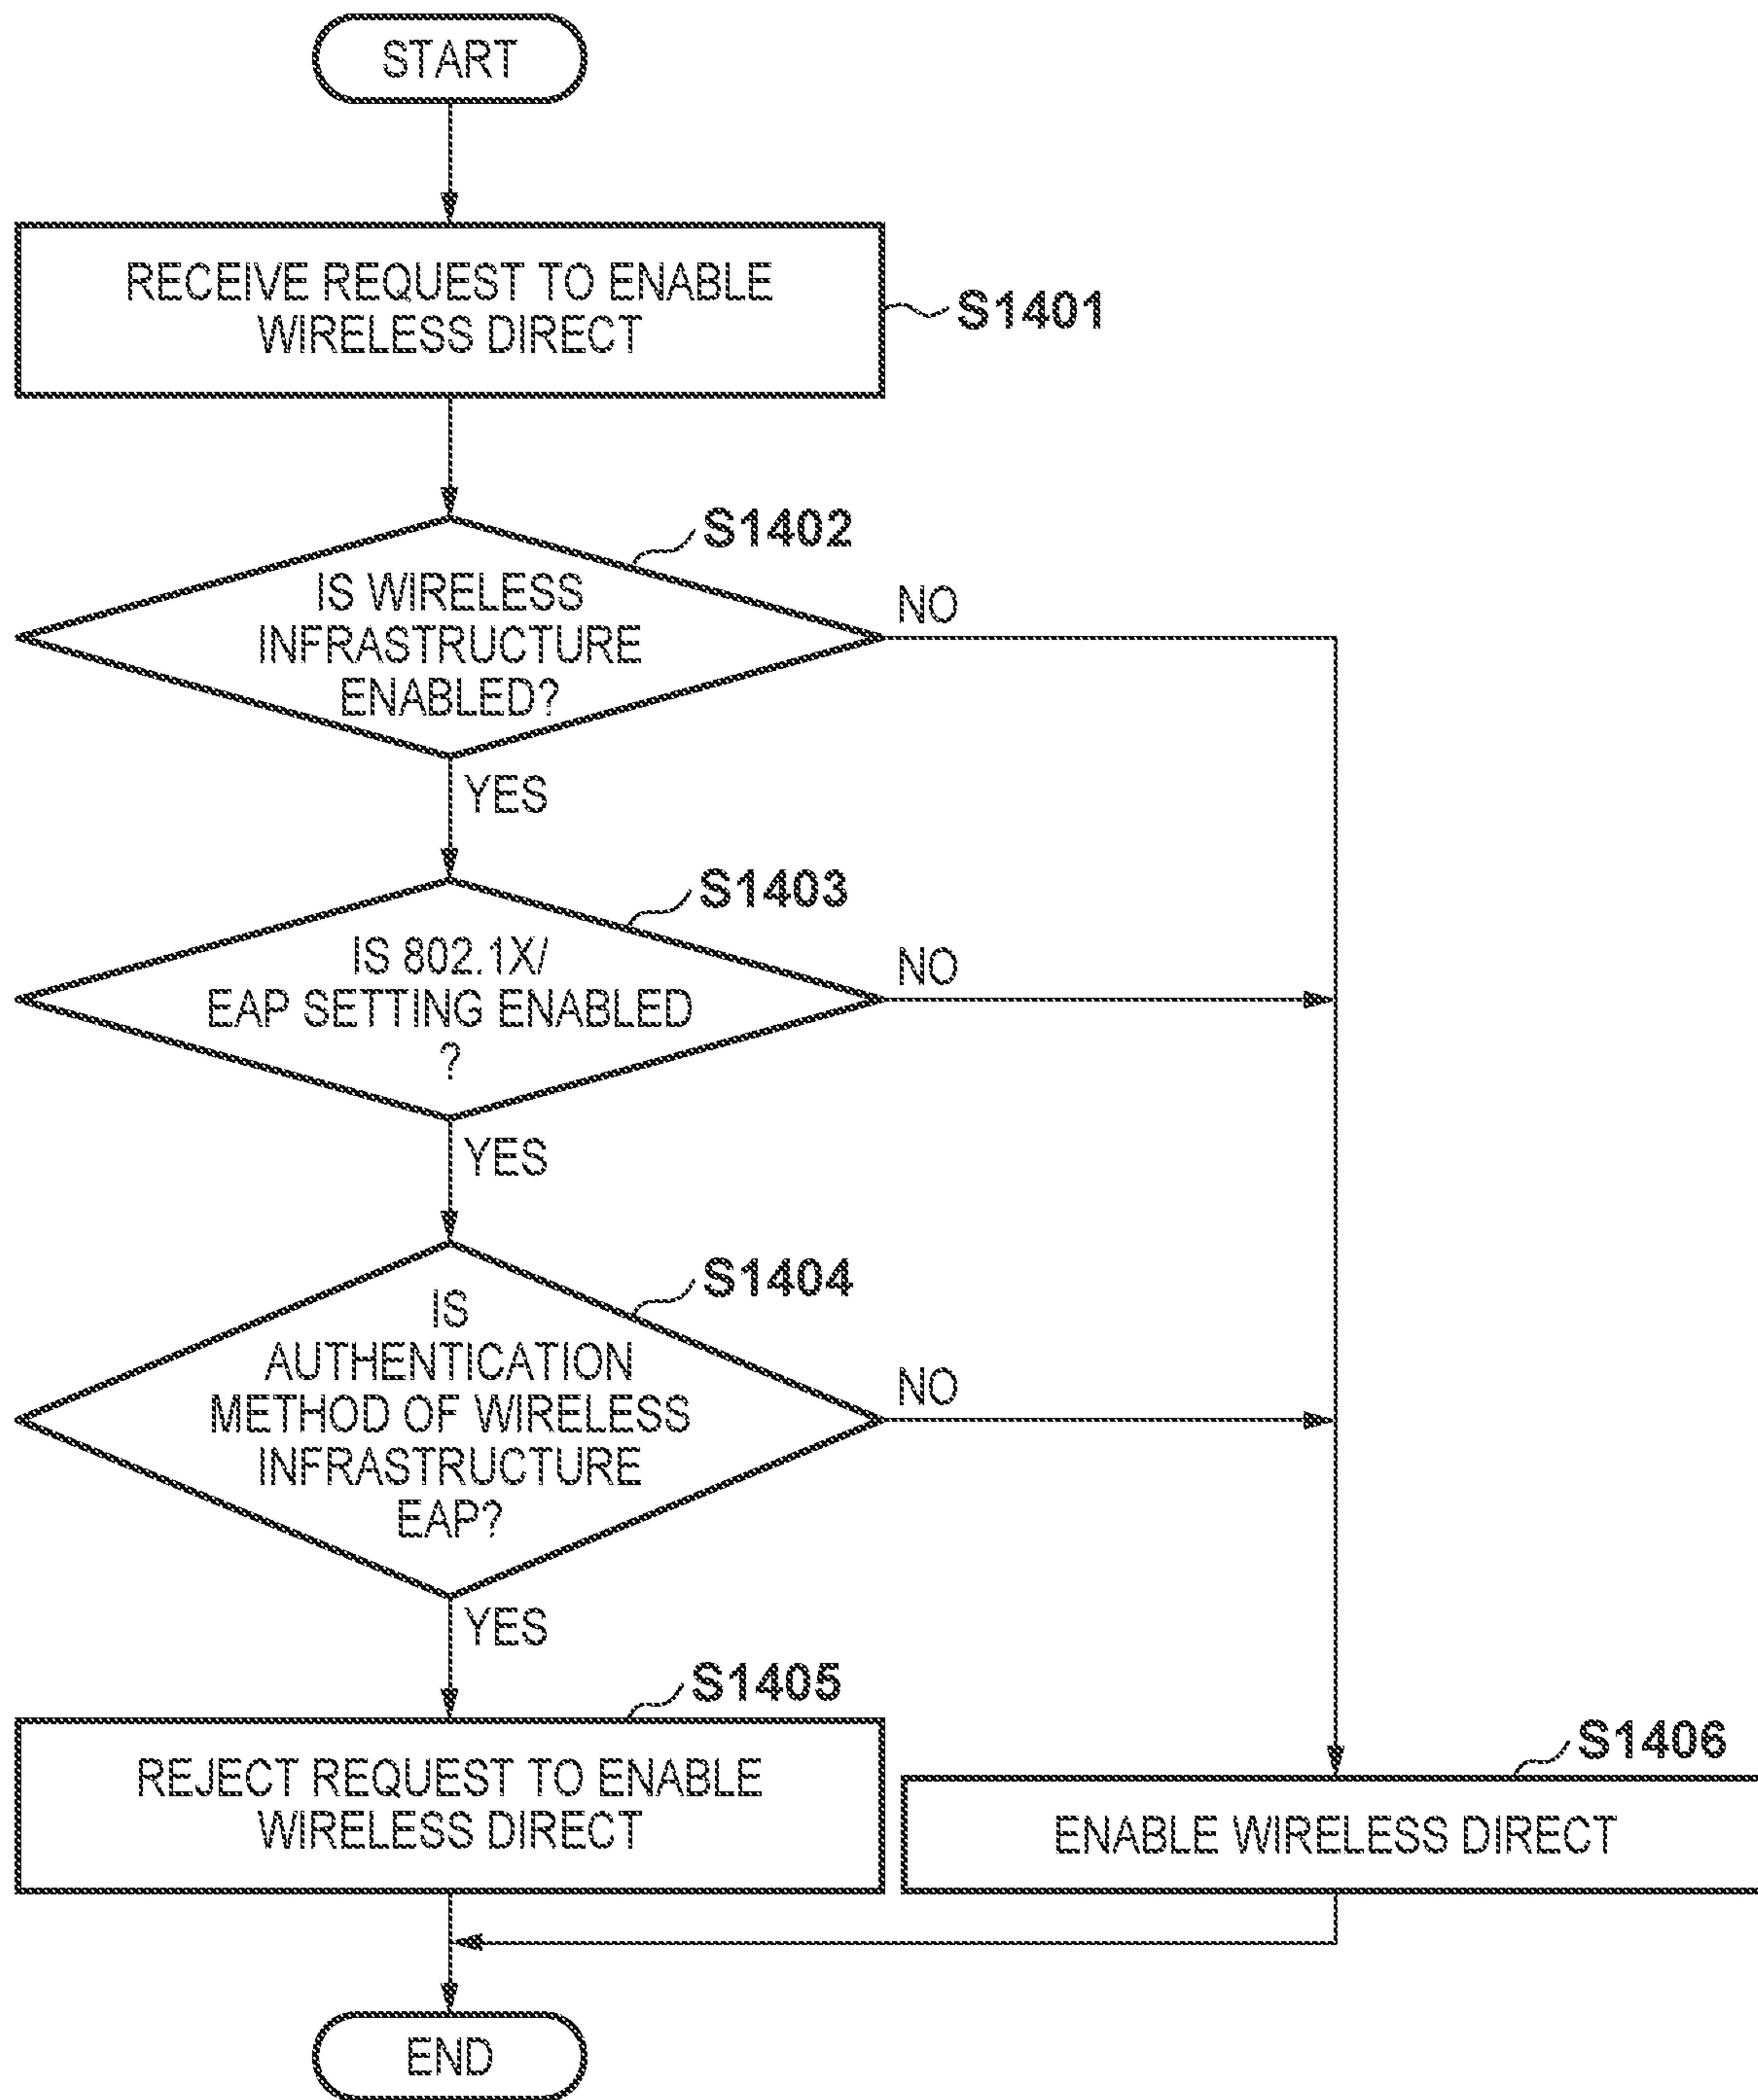 START
RECEIVE REQUEST TO ENABLE
WIRELESS DIRECT
S1401
S1402
IS WIRELESS
INFRASTRUCTURE
ENABLED?
NO
YES
S1403
IS 802.1X/
EAP SETTING ENABLED
?
NO
YES
S1404
IS
AUTHENTICATION
METHOD OF WIRELESS
INFRASTRUCTURE
EAP?
NO
YES
S1405
REJECT REQUEST TO ENABLE
WIRELESS DIRECT
S1406
ENABLE WIRELESS DIRECT
END